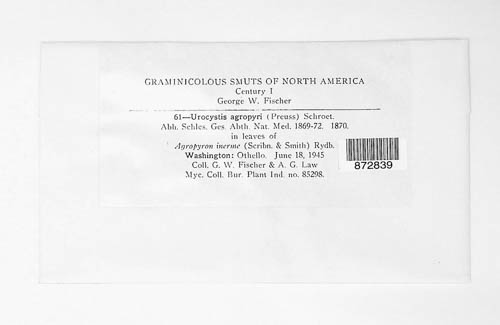 GRAMINICOLOUS SMUTS OF NORTH AMERICA
Century I
George W. Fischer
61—Urocystis agropyri (Preuss) Schroet.
Abh. Schles. Ges. Abth. Nat. Med. 1869-72. 1870.
in leaves of
Agropyron inerme (Scribn. & Smith) Rydb.
Washington: Othello. June 18, 1945
Coll. G. W. Fischer & A. G. Law
Myc. Coll. Bur. Plant Ind. no. 85298.
872839